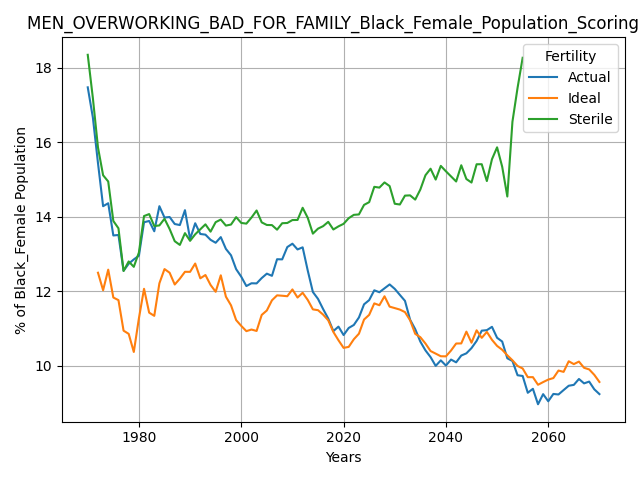 MEN_OVERWORKING_BAD_FOR_FAMILY_Black_Female_Population_Scoring
% of Black_Female Population
18
16
14
12
10
Fertility
Actual
Ideal
Sterile
1980
2000
2020
2040
2060
Years